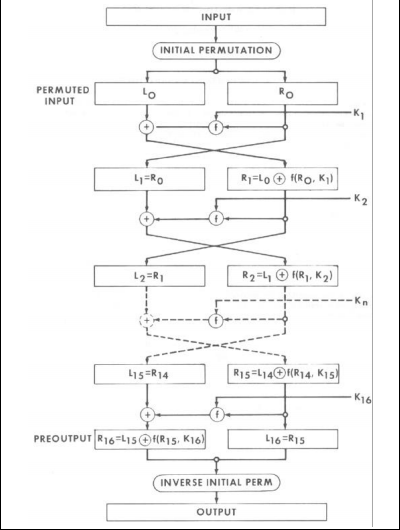 INPUT
INITIAL PERMUTATION
PERMUTED INPUT
L₀
R₀
+
f
K₁
L₁=R₀
R₁=L₀ ⊕ f(R₀, K₁)
+
f
K₂
L₂=R₁
R₂=L₁ ⊕ f(R₁, K₂)
+
f
Kₙ
L₁₅=R₁₄
R₁₅=L₁₄⊕f(R₁₄, K₁₅)
+
f
K₁₆
PREOUTPUT
R₁₆=L₁₅⊕f(R₁₅, K₁₆)
L₁₆=R₁₅
INVERSE INITIAL PERM
OUTPUT